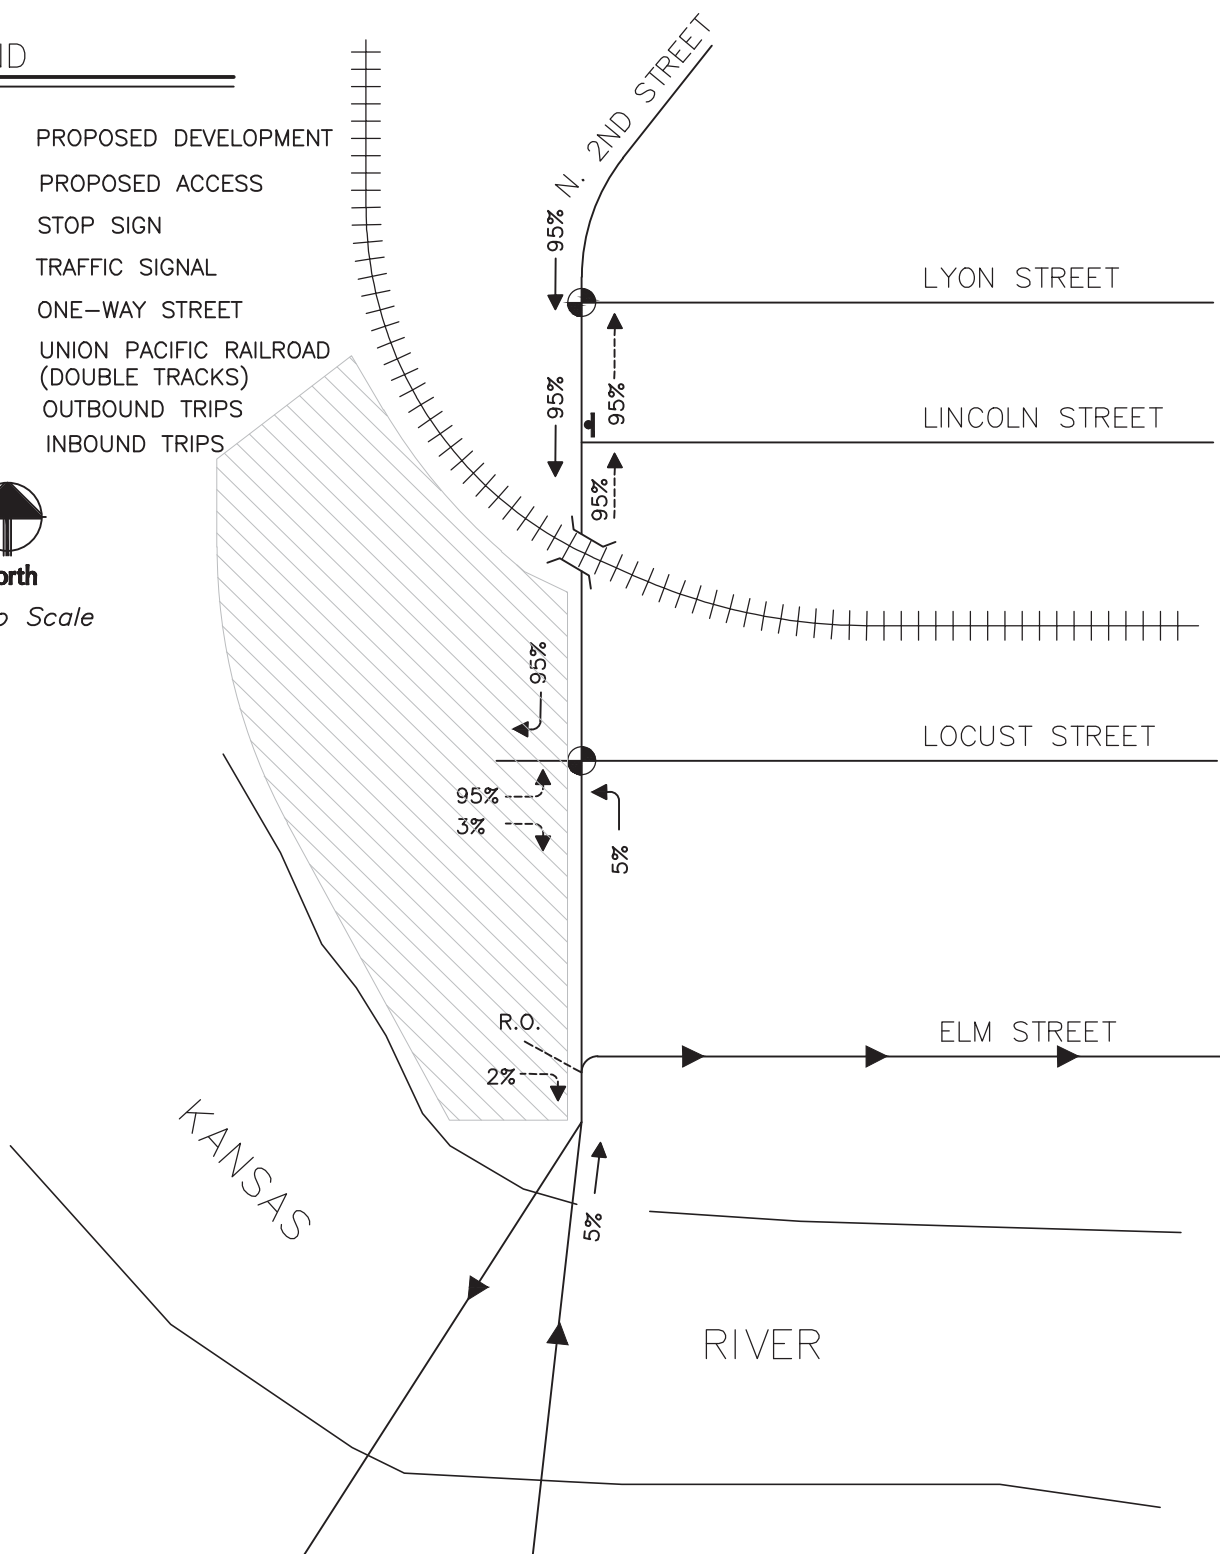 ND
PROPOSED DEVELOPMENT
PROPOSED ACCESS
STOP SIGN
TRAFFIC SIGNAL
ONE-WAY STREET
UNION PACIFIC RAILROAD
(DOUBLE TRACKS)
OUTBOUND TRIPS
INBOUND TRIPS
orth
o Scale
N. 2ND STREET
95%
LYON STREET
95%
95%
LINCOLN STREET
95%
95%
LOCUST STREET
95%
3%
5%
R.O.
ELM STREET
2%
KANSAS
5%
RIVER